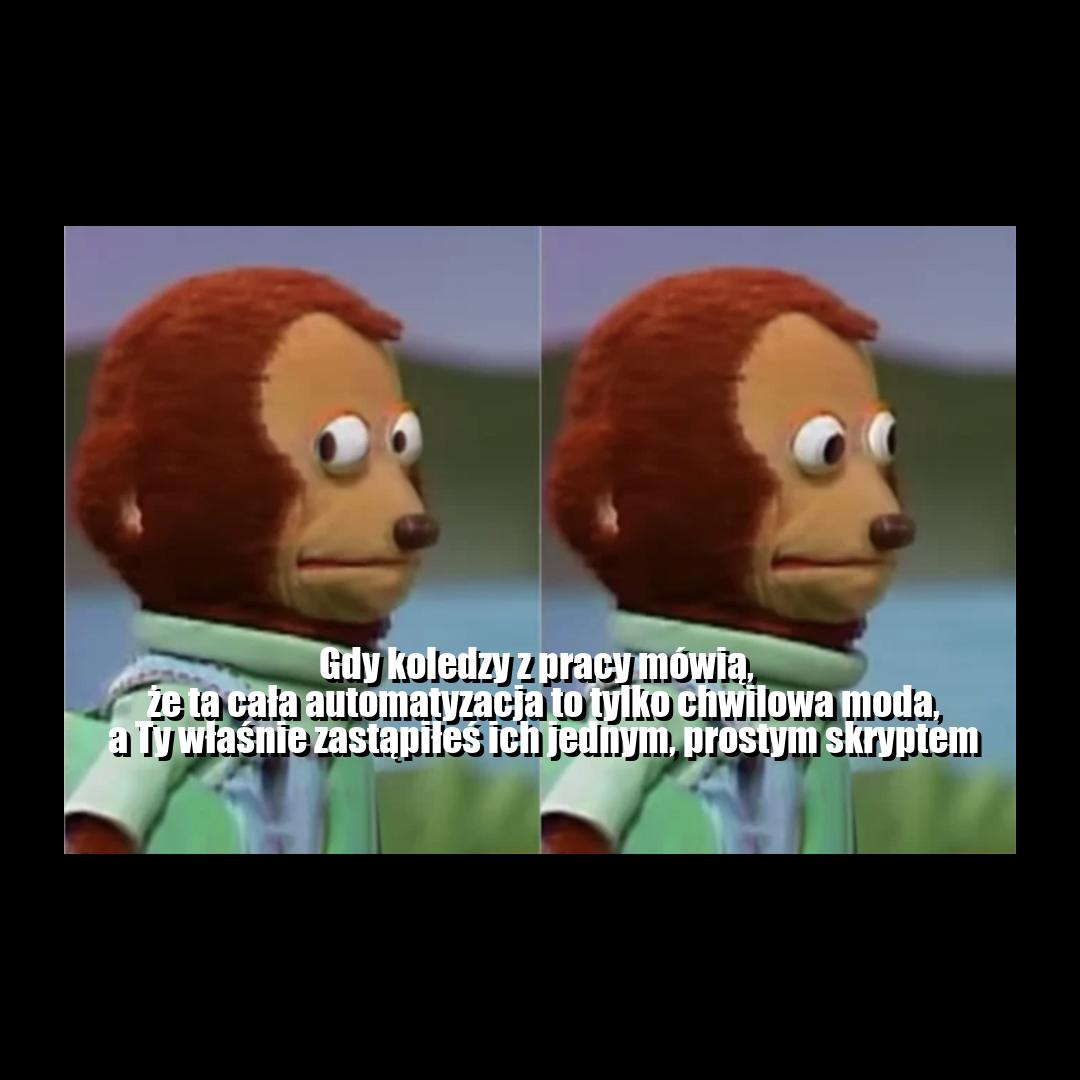 Gdy koledzy z pracy mówią,
że ta cała automatyzacja to tylko chwilowa moda,
a Ty właśnie zastąpiłeś ich jednym, prostym skryptem